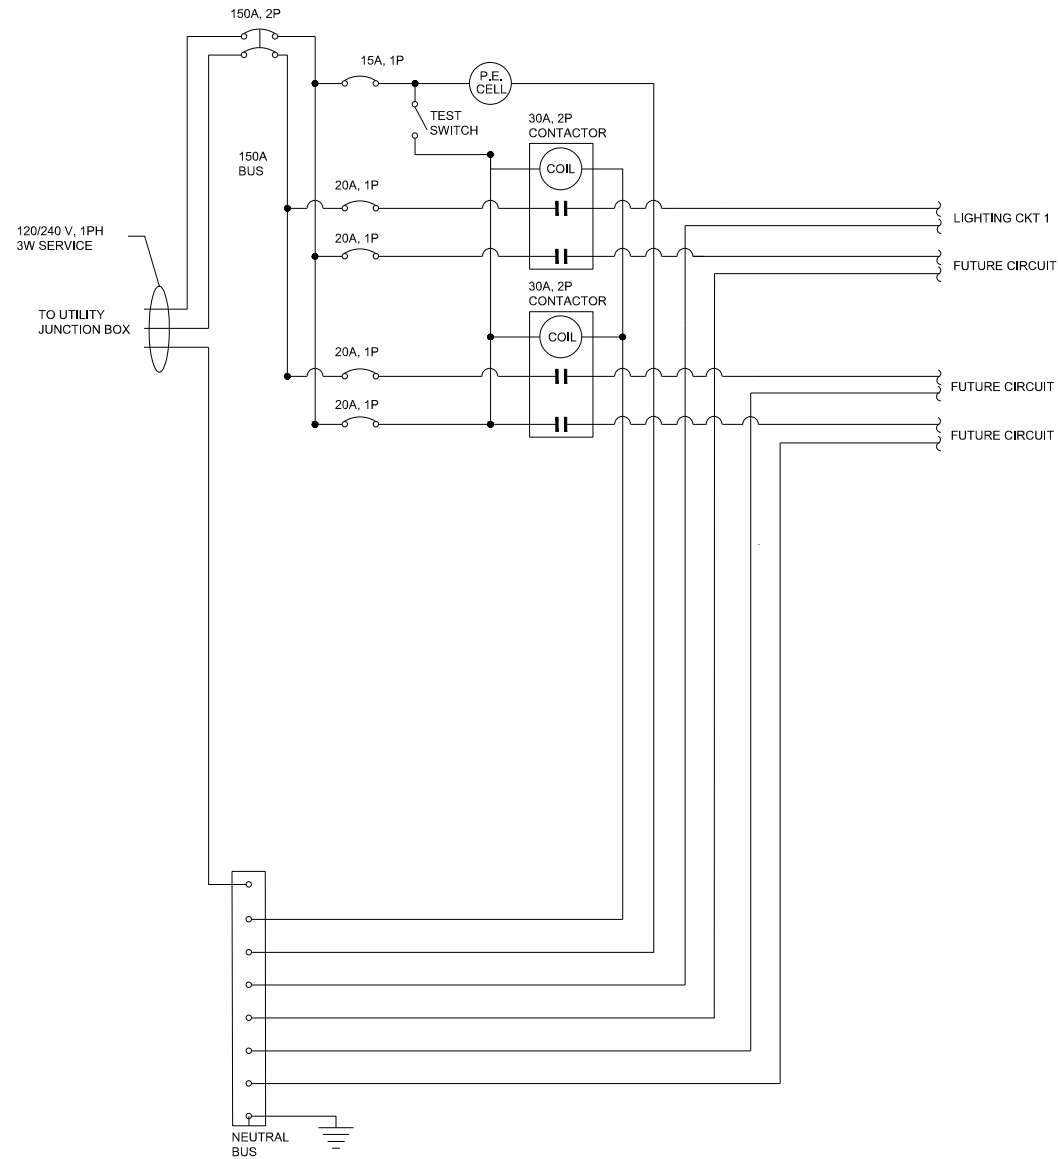 150A, 2P
15A, 1P
P.E.
CELL
TEST
SWITCH
30A, 2P
CONTACTOR
150A
BUS
COIL
20A, 1P
LIGHTING CKT 1
120/240 V, 1PH
3W SERVICE
20A, 1P
FUTURE CIRCUIT
30A, 2P
CONTACTOR
TO UTILITY
JUNCTION BOX
COIL
20A, 1P
FUTURE CIRCUIT
20A, 1P
FUTURE CIRCUIT
NEUTRAL
BUS